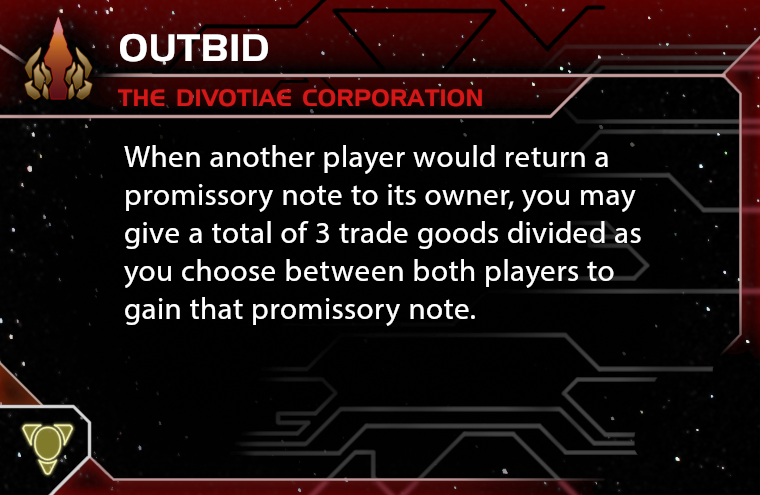 OUTBID
THE DIVOTIAE CORPORATION
When another player would return a
promissory note to its owner, you may
give a total of 3 trade goods divided as
you choose between both players to
gain that promissory note.